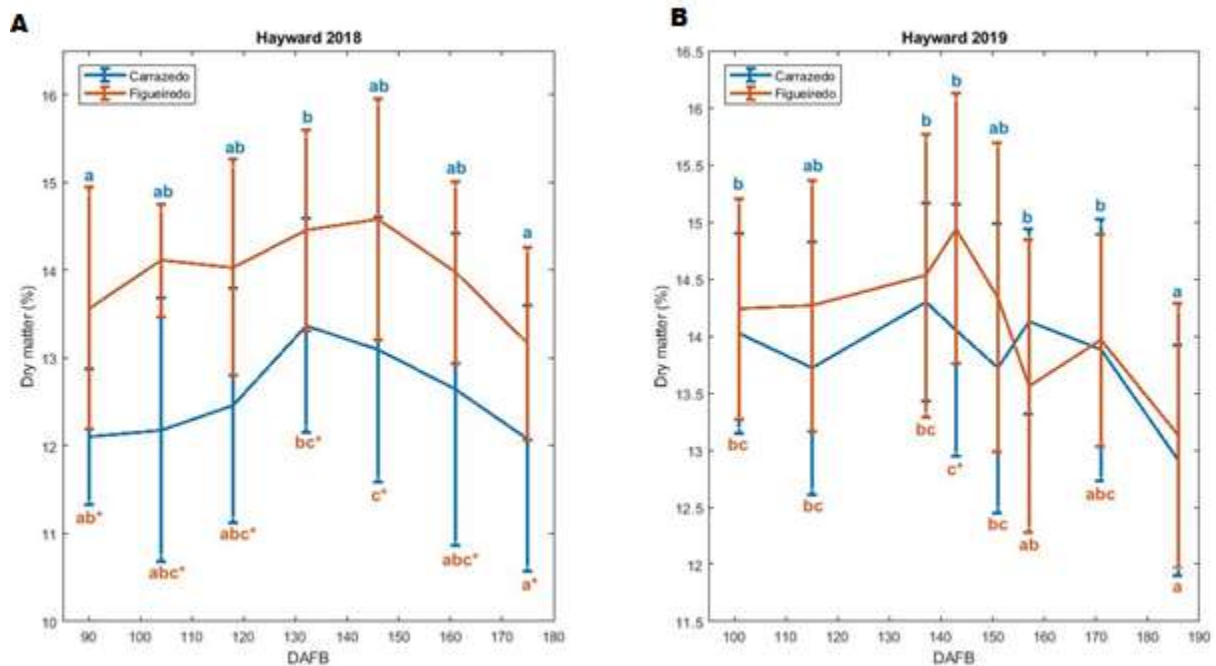 A
Hayward 2018
Carrazedo
Figueiredo
16
15
14
13
12
11
10
Dry matter (%)
a
ab
ab
b
ab
ab
a
ab*
abc*
abc*
bc*
c*
abc*
a*
90
100
110
120
130
140
150
160
170
180
DAFB
B
Hayward 2019
Carrazedo
Figueiredo
16.5
16
15.5
15
14.5
14
13.5
13
12.5
12
11.5
Dry matter (%)
b
ab
b
b
ab
b
b
a
bc
bc
bc
c*
bc
ab
abc
a
100
110
120
130
140
150
160
170
180
190
DAFB